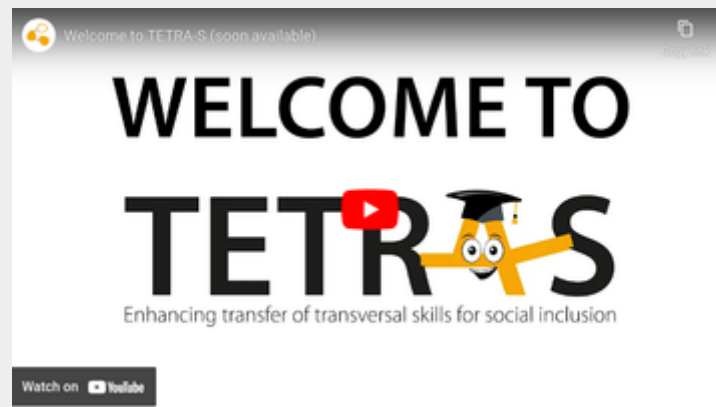 Welcome to TETRA-S (soon available)
WELCOME TO
TETRAS
Enhancing transfer of transversal skills for social inclusion
Watch on YouTube